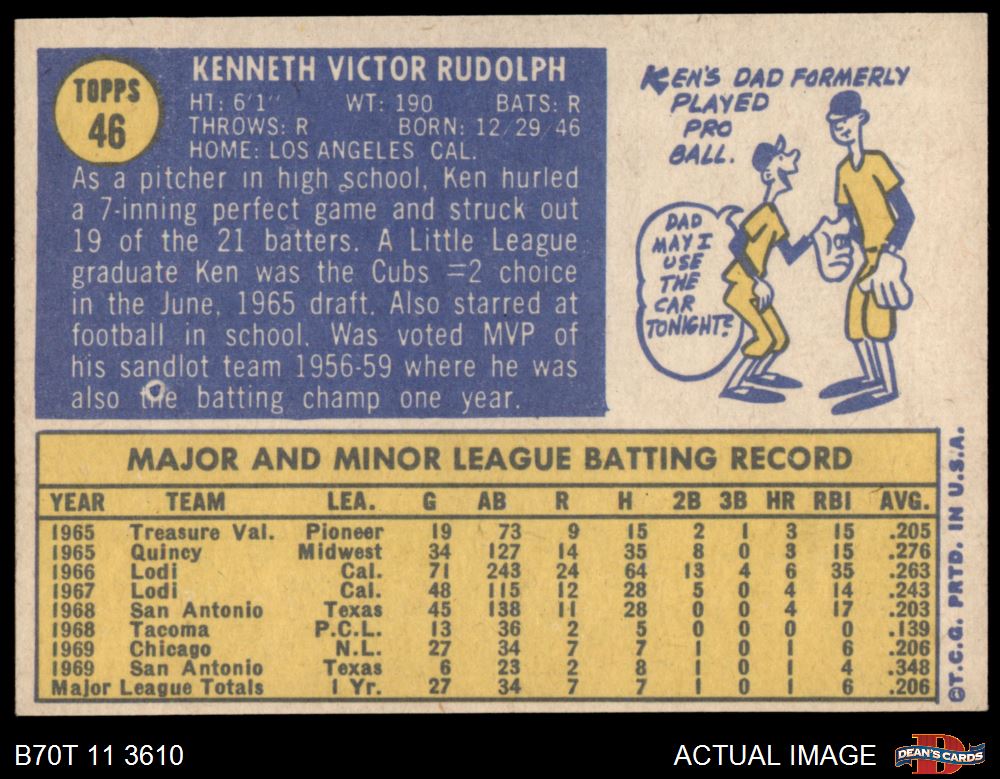 TOPPS
46
KENNETH VICTOR RUDOLPH
HT: 6'1" WT: 190 BATS: R
THROWS: R BORN: 12/29/46
HOME: LOS ANGELES CAL.
As a pitcher in high school, Ken hurled
a 7-inning perfect game and struck out
19 of the 21 batters. A Little League
graduate Ken was the Cubs =2 choice
in the June, 1965 draft. Also starred at
football in school. Was voted MVP of
his sandlot team 1956-59 where he was
also the batting champ one year.
KEN'S DAD FORMERLY
PLAYED
PRO
BALL.
DAD
MAY I
USE
THE
CAR
TONIGHT?
MAJOR AND MINOR LEAGUE BATTING RECORD
YEAR TEAM LEA. G AB R H 2B 3B HR RBI AVG.
1965 Treasure Val. Pioneer 19 73 9 15 2 1 3 15 .205
1965 Quincy Midwest 34 127 14 35 8 0 3 15 .276
1966 Lodi Cal. 71 243 24 64 13 4 6 35 .263
1967 Lodi Cal. 48 115 12 28 5 0 4 14 .243
1968 San Antonio Texas 45 138 11 28 0 0 4 17 .203
1968 Tacoma P.C.L. 13 36 2 5 0 0 0 0 .139
1969 Chicago N.L. 27 34 7 7 1 0 1 6 .206
1969 San Antonio Texas 6 23 2 8 1 0 1 4 .348
Major League Totals 1 Yr. 27 34 7 7 1 0 1 6 .206
©T.C.G. PRTD. IN U.S.A.
B70T 11 3610
ACTUAL IMAGE
DEAN'S CARDS